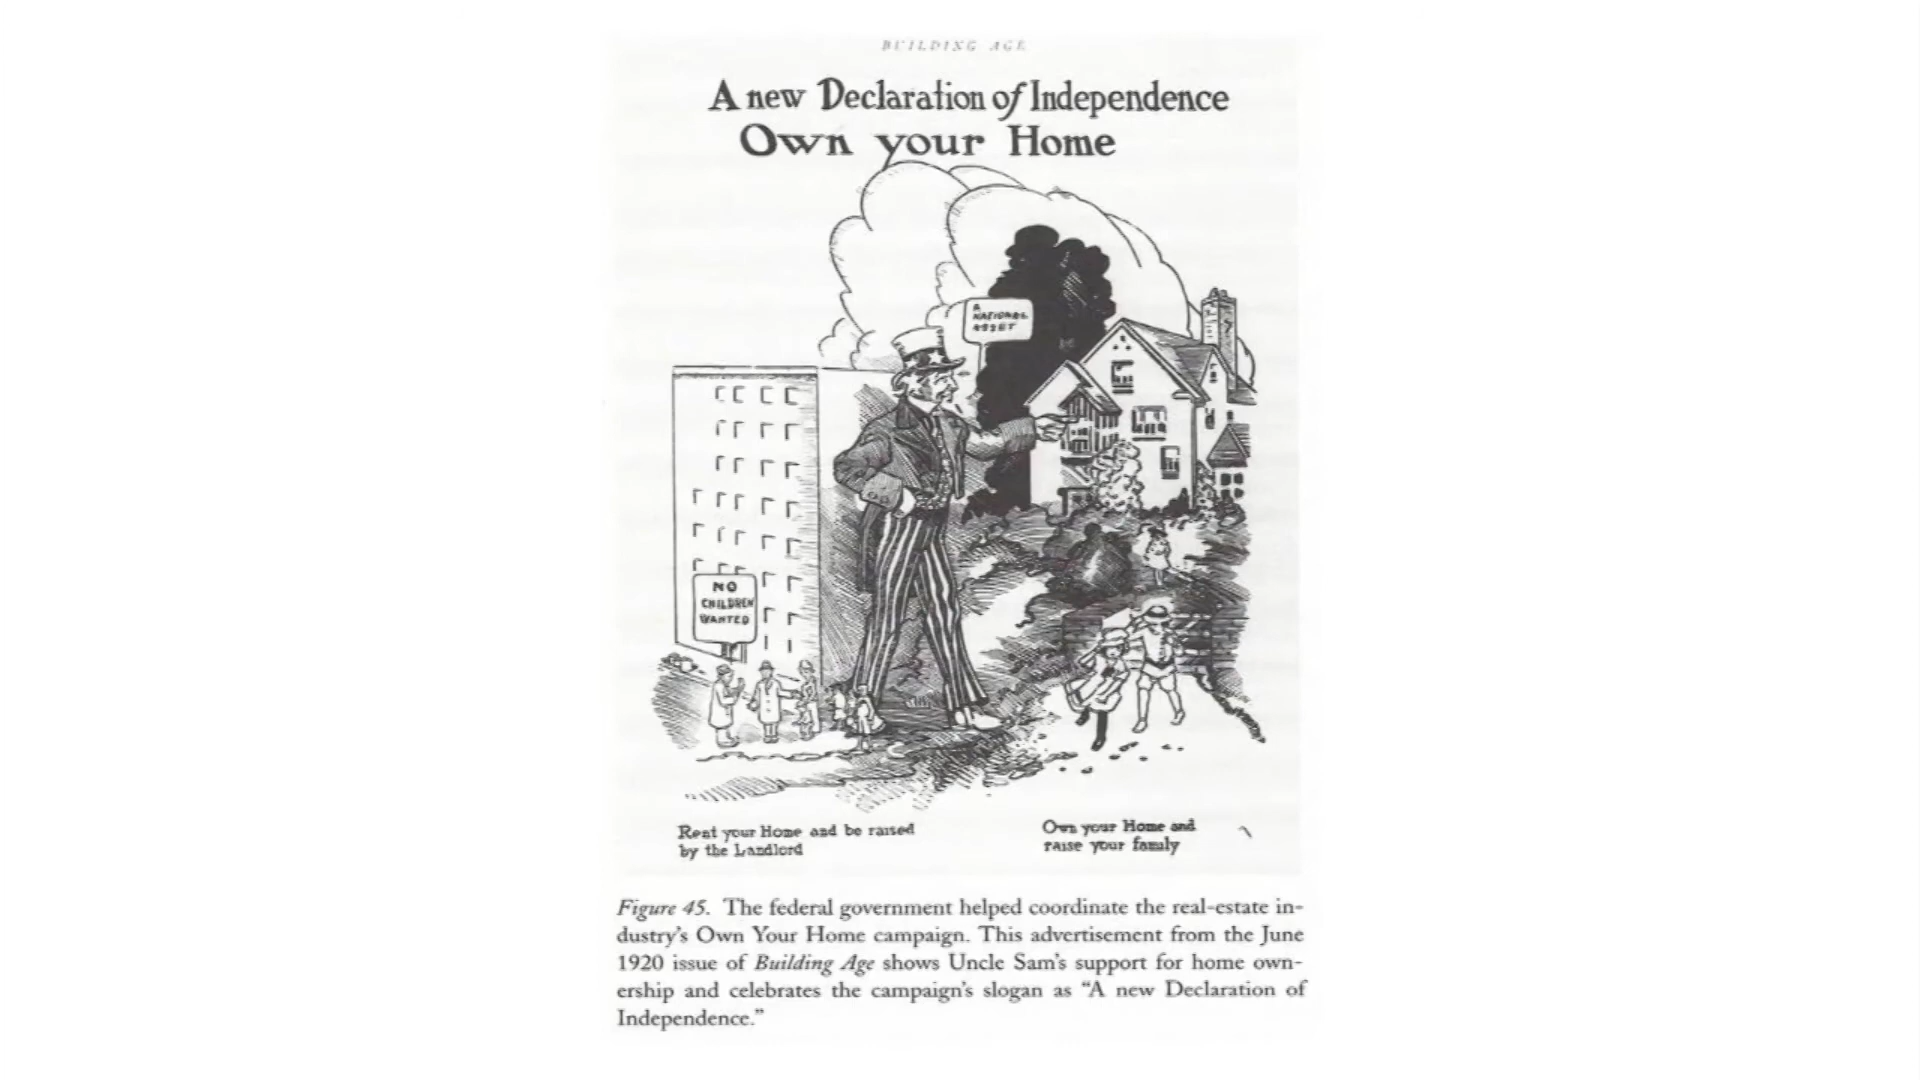 BUILDING AGE
A new Declaration of Independence
Own your Home
A
NATIONAL
ASSET
NO
CHILDREN
WANTED
Rent your Home and be raised
by the Landlord
Own your Home and
raise your family
Figure 45. The federal government helped coordinate the real-estate in-
dustry's Own Your Home campaign. This advertisement from the June
1920 issue of Building Age shows Uncle Sam's support for home own-
ership and celebrates the campaign's slogan as “A new Declaration of
Independence.”